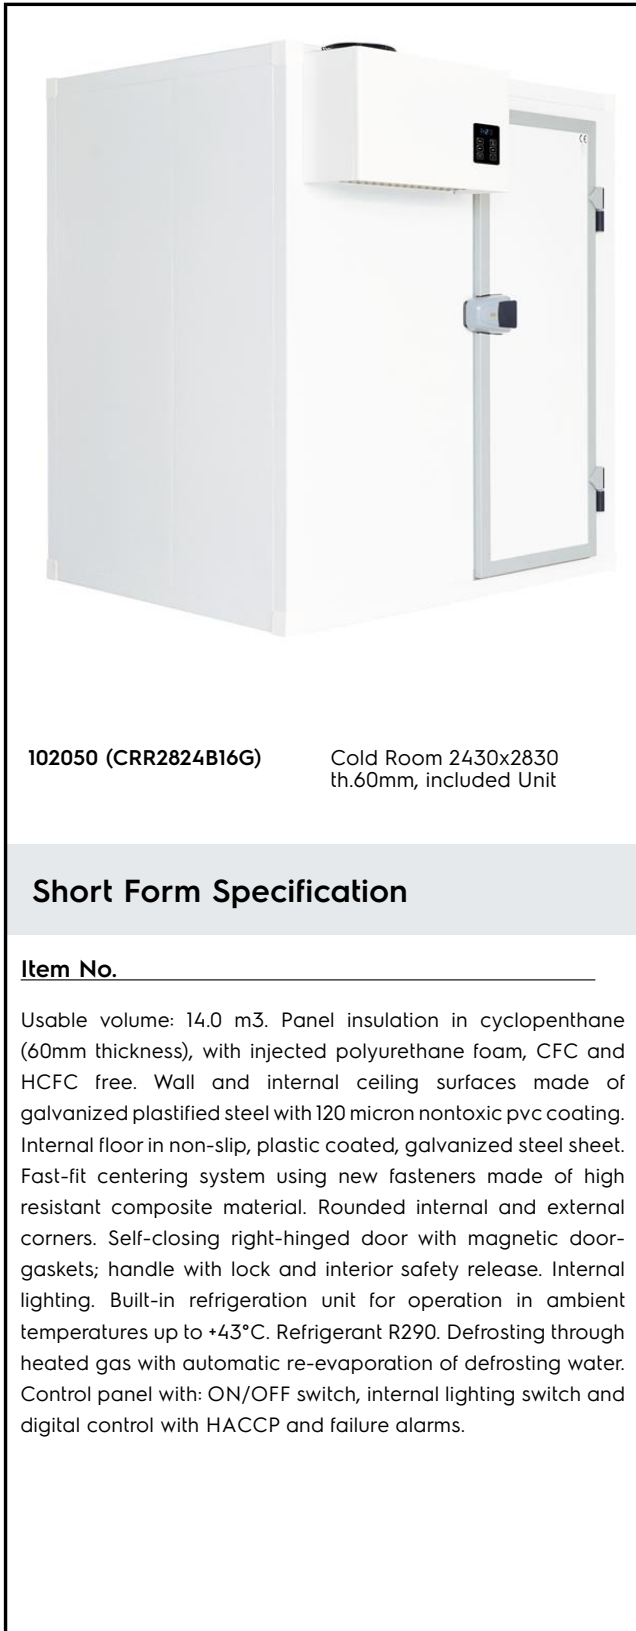 CE
102050 (CRR2824B16G)
Cold Room 2430x2830
th.60mm, included Unit
Short Form Specification
Item No.
Usable volume: 14.0 m3. Panel insulation in cyclopenthane
(60mm thickness), with injected polyurethane foam, CFC and
HCFC free. Wall and internal ceiling surfaces made of
galvanized plastified steel with 120 micron nontoxic pvc coating.
Internal floor in non-slip, plastic coated, galvanized steel sheet.
Fast-fit centering system using new fasteners made of high
resistant composite material. Rounded internal and external
corners. Self-closing right-hinged door with magnetic door-
gaskets; handle with lock and interior safety release. Internal
lighting. Built-in refrigeration unit for operation in ambient
temperatures up to +43°C. Refrigerant R290. Defrosting through
heated gas with automatic re-evaporation of defrosting water.
Control panel with: ON/OFF switch, internal lighting switch and
digital control with HACCP and failure alarms.